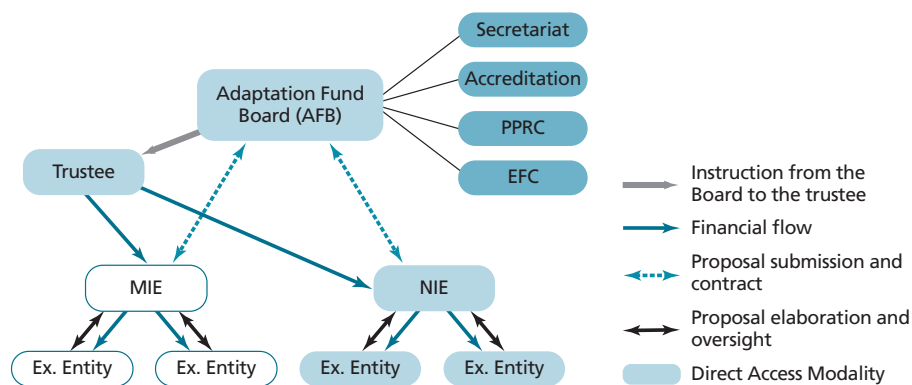 Secretariat
Adaptation Fund
Board (AFB)
Accreditation
PPRC
EFC
Trustee
Instruction from the
Board to the trustee
Financial flow
Proposal submission and
contract
MIE
NIE
Proposal elaboration and
oversight
Ex. Entity
Ex. Entity
Ex. Entity
Ex. Entity
Direct Access Modality